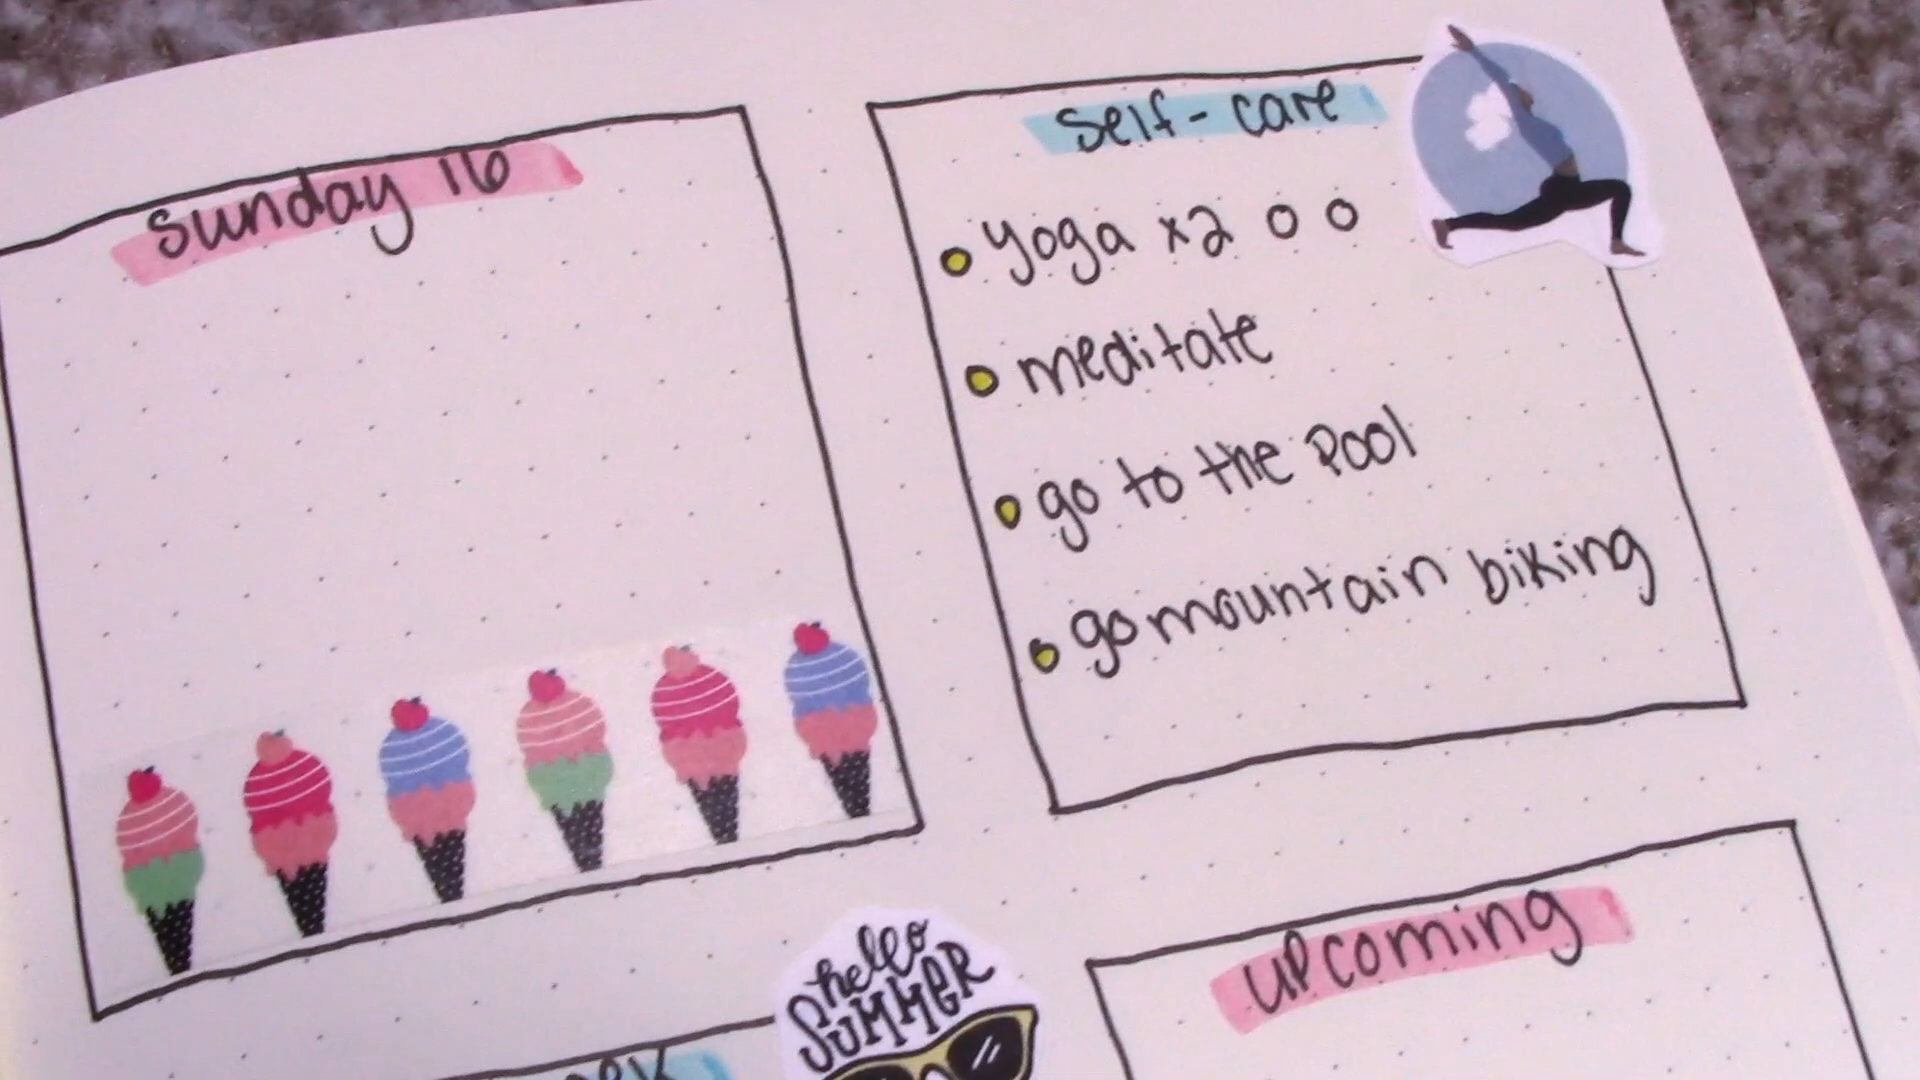 Sunday 16
self-care
yoga x2 o o
meditate
go to the pool
go mountain biking
hello
SUMMER
upcoming